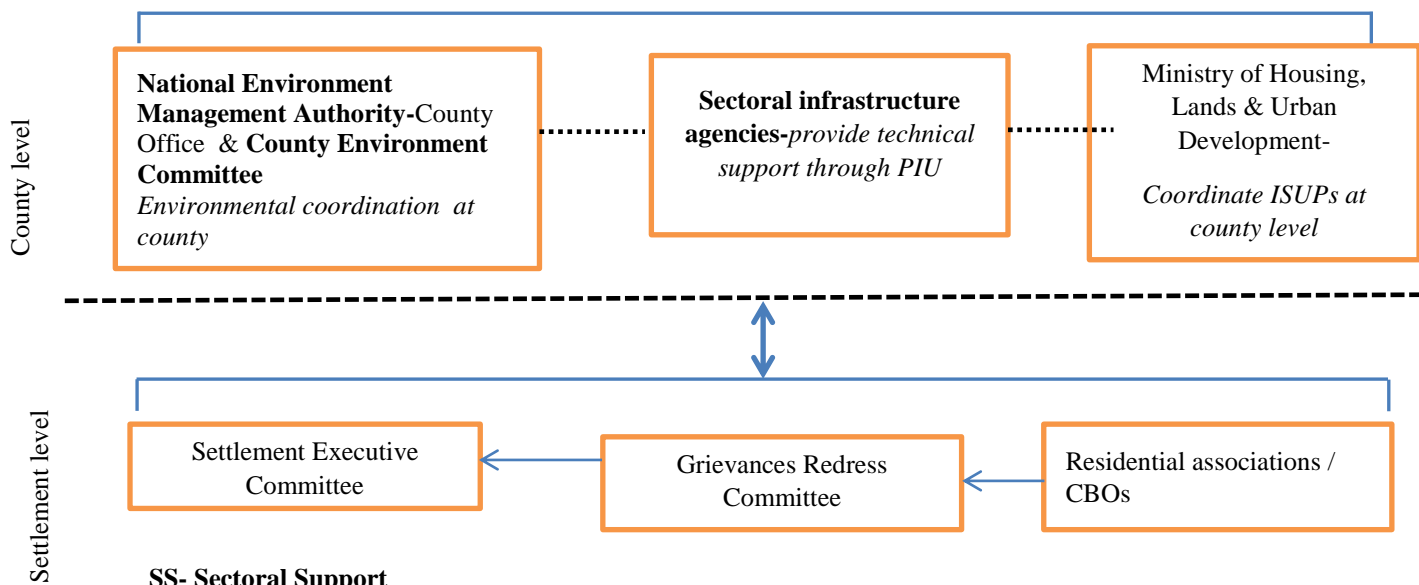 County level
National Environment
Management Authority-County
Office & County Environment
Committee
Environmental coordination at
county
Sectoral infrastructure
agencies-provide technical
support through PIU
Ministry of Housing,
Lands & Urban
Development-
Coordinate ISUPs at
county level
Settlement level
Settlement Executive
Committee
Grievances Redress
Committee
Residential associations /
CBOs
SS- Sectoral Support